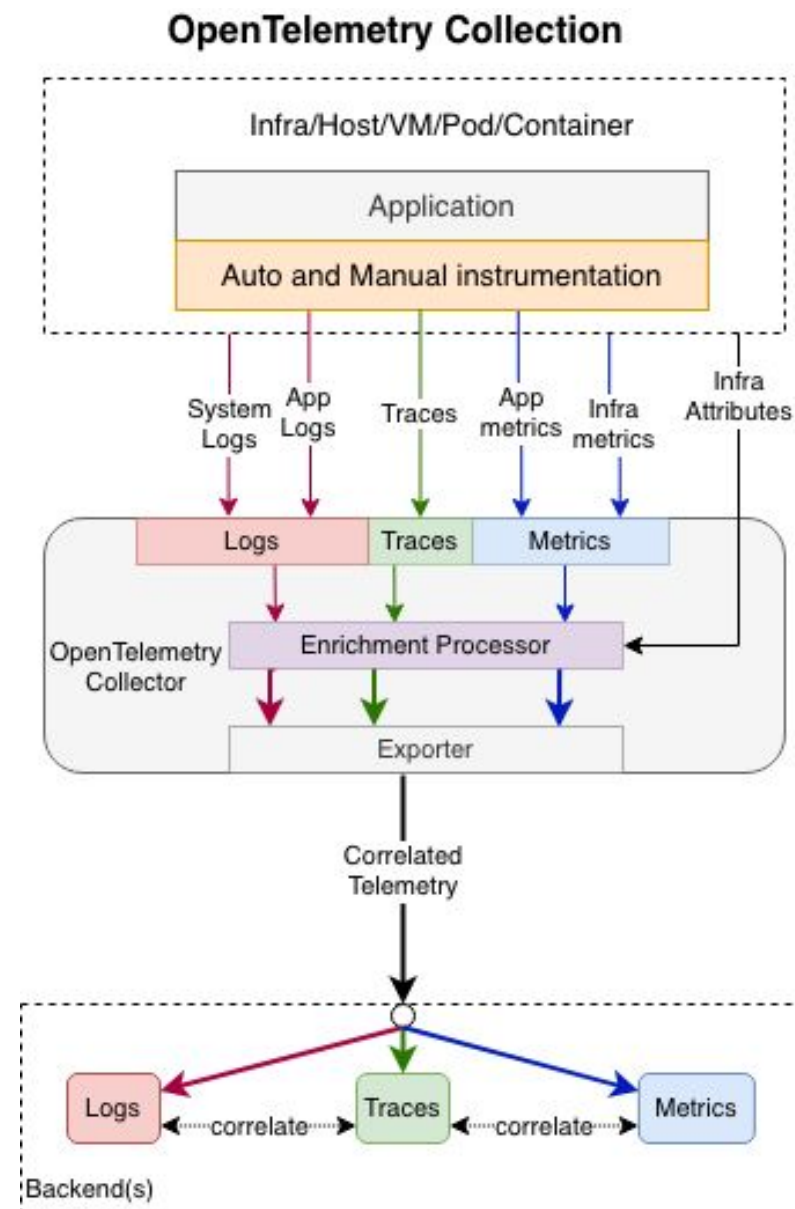 OpenTelemetry Collection
Infra/Host/VM/Pod/Container
Application
Auto and Manual instrumentation
System
Logs
App
Logs
Traces
App
metrics
Infra
metrics
Infra
Attributes
Logs
Traces
Metrics
OpenTelemetry
Collector
Enrichment Processor
Exporter
Correlated
Telemetry
Logs
correlate
Traces
correlate
Metrics
Backend(s)